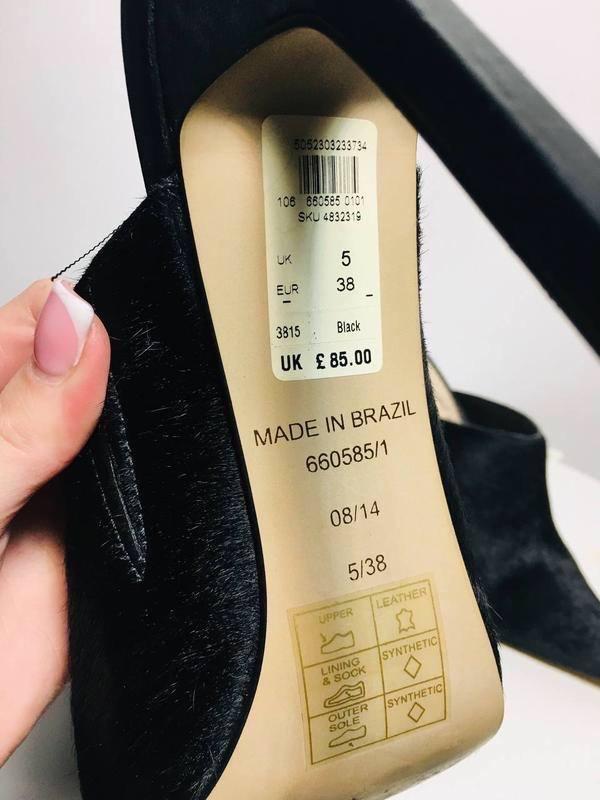 5052303233734
106 660585 0101
SKU 4832319
UK 5
EUR 38
3815 Black
UK £ 85.00
MADE IN BRAZIL
660585/1
08/14
5/38
UPPER LEATHER
LINING & SOCK SYNTHETIC
OUTER SOLE SYNTHETIC